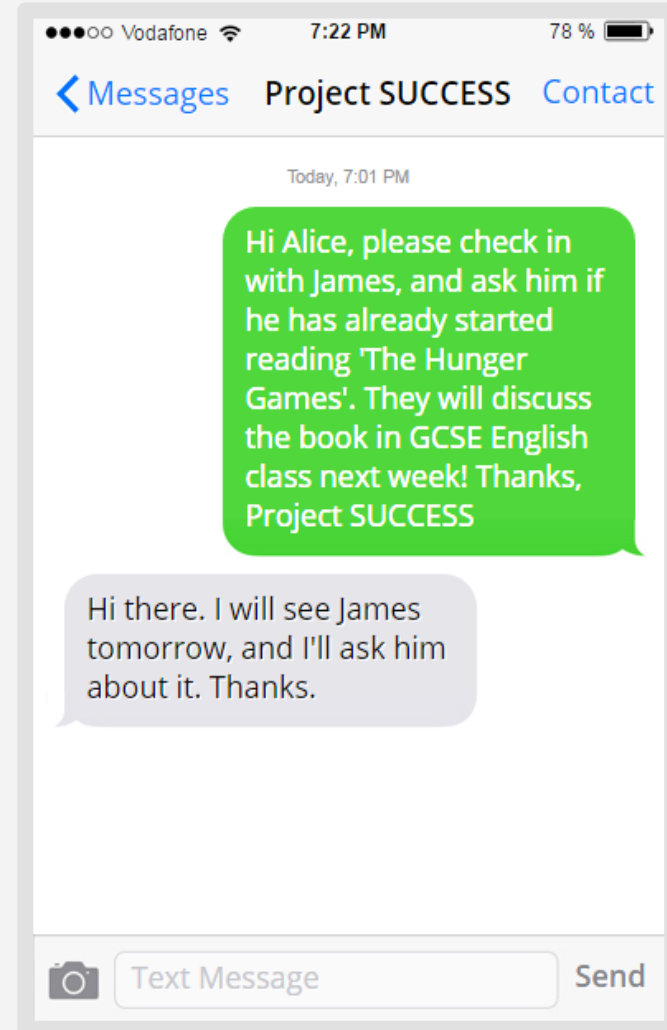 Vodafone 7:22 PM 78 %
Messages Project SUCCESS Contact
Today, 7:01 PM
Hi Alice, please check in
with James, and ask him if
he has already started
reading 'The Hunger
Games'. They will discuss
the book in GCSE English
class next week! Thanks,
Project SUCCESS
Hi there. I will see James
tomorrow, and I'll ask him
about it. Thanks.
Text Message Send